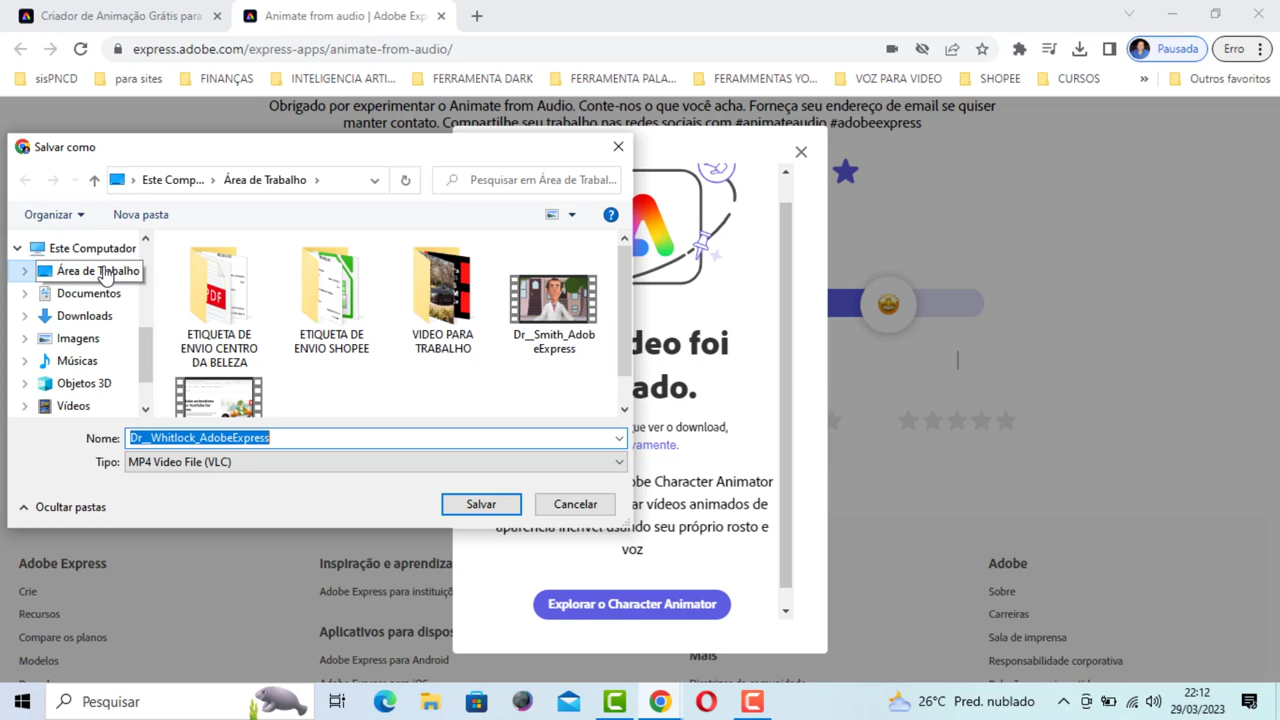 Criador de Animação Grátis para
Animate from audio | Adobe Exp
express.adobe.com/express-apps/animate-from-audio/
Pausada
Erro
sisPNCD
para sites
FINANÇAS
INTELIGENCIA ARTI...
FERRAMENTA DARK
FERRAMENTA PALA...
FERAMMENTAS YO...
VOZ PARA VIDEO
SHOPEE
CURSOS
»
Outros favoritos
Obrigado por experimentar o Animate from Audio. Conte-nos o que você acha. Forneça seu endereço de email se quiser
manter contato. Compartilhe seu trabalho nas redes sociais com #animateaudio #adobeexpress
Salvar como
Este Comp... › Área de Trabalho ›
Pesquisar em Área de Trabal...
Organizar
Nova pasta
Este Computador
Área de Trabalho
Documentos
Downloads
Imagens
Músicas
Objetos 3D
Vídeos
ETIQUETA DE
ENVIO CENTRO
DA BELEZA
ETIQUETA DE
ENVIO SHOPEE
VIDEO PARA
TRABALHO
Dr__Smith_Adob
eExpress
Nome: Dr__Whitlock_AdobeExpress
Tipo: MP4 Video File (VLC)
Ocultar pastas
Salvar
Cancelar
deo foi
ado.
que ver o download,
vamente.
obe Character Animator
ar vídeos animados de
aparência incrível usando seu próprio rosto e
voz
Explorar o Character Animator
Adobe Express
Crie
Recursos
Compare os planos
Modelos
Inspiração e aprendiza
Adobe Express para instituiçõ
Aplicativos para dispos
Adobe Express para Android
Mais
Adobe
Sobre
Carreiras
Sala de imprensa
Responsabilidade corporativa
Pesquisar
26°C Pred. nublado
22:12
29/03/2023